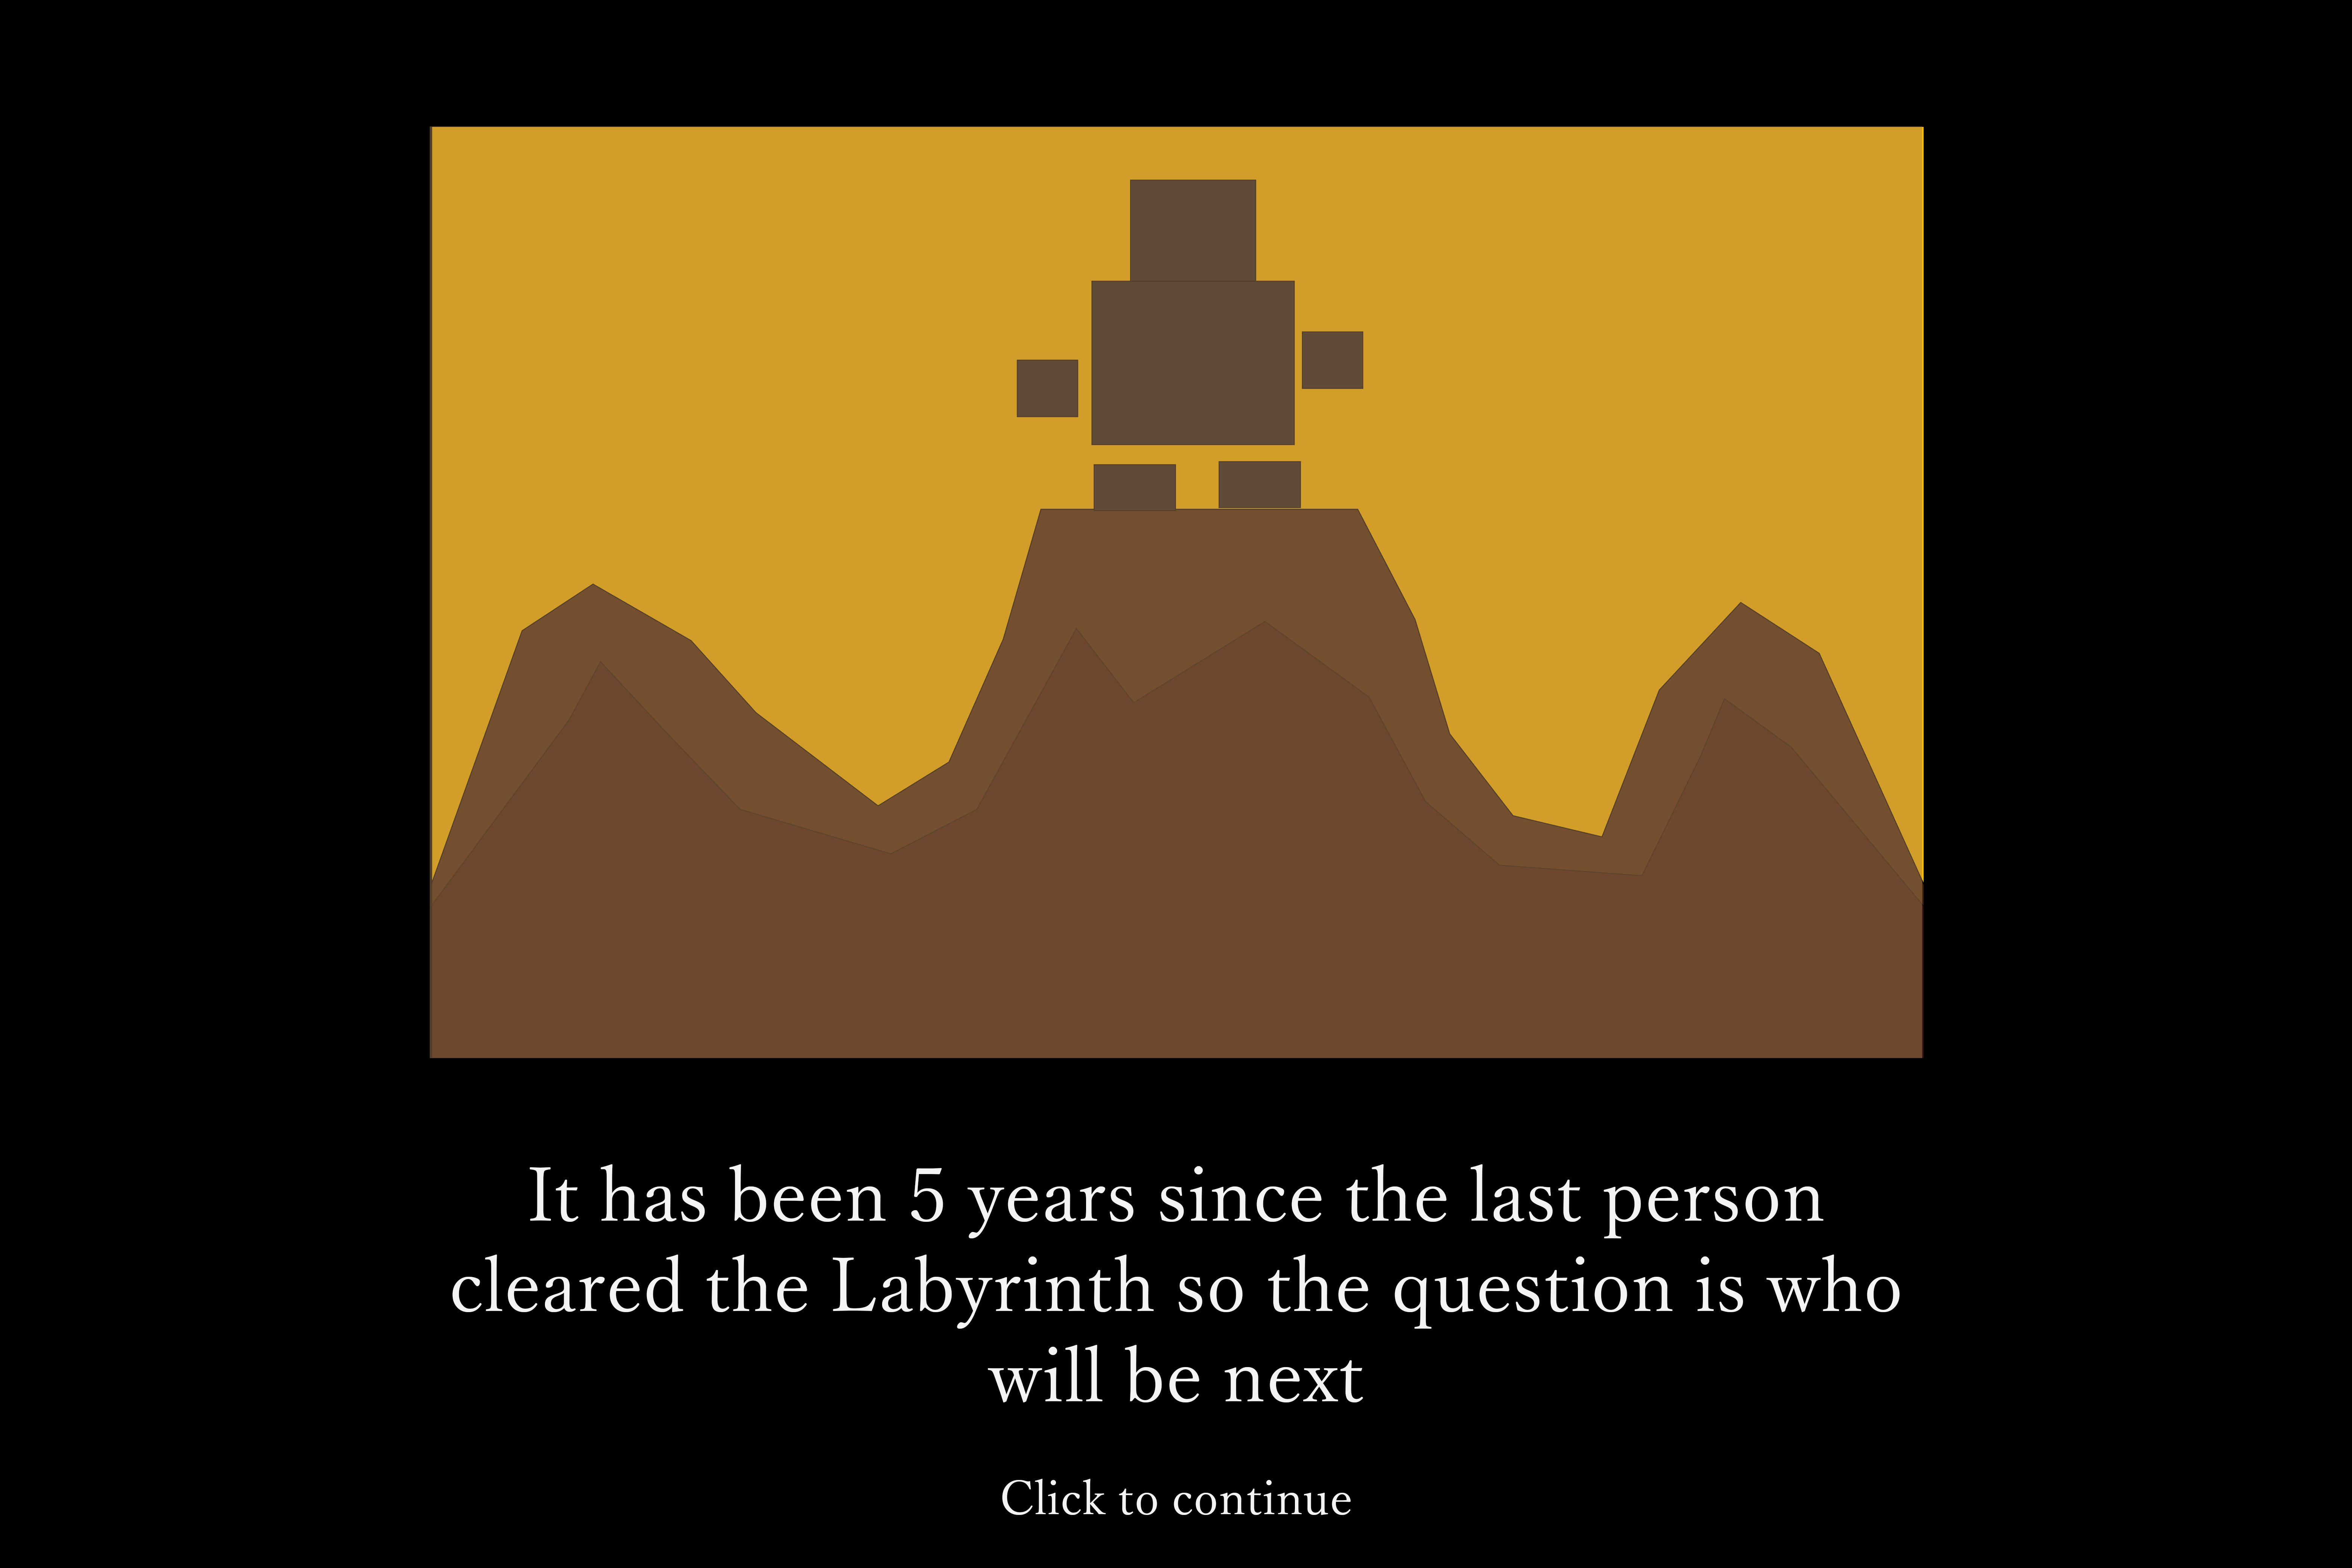 It has been 5 years since the last person
cleared the Labyrinth so the question is who
will be next
Click to continue